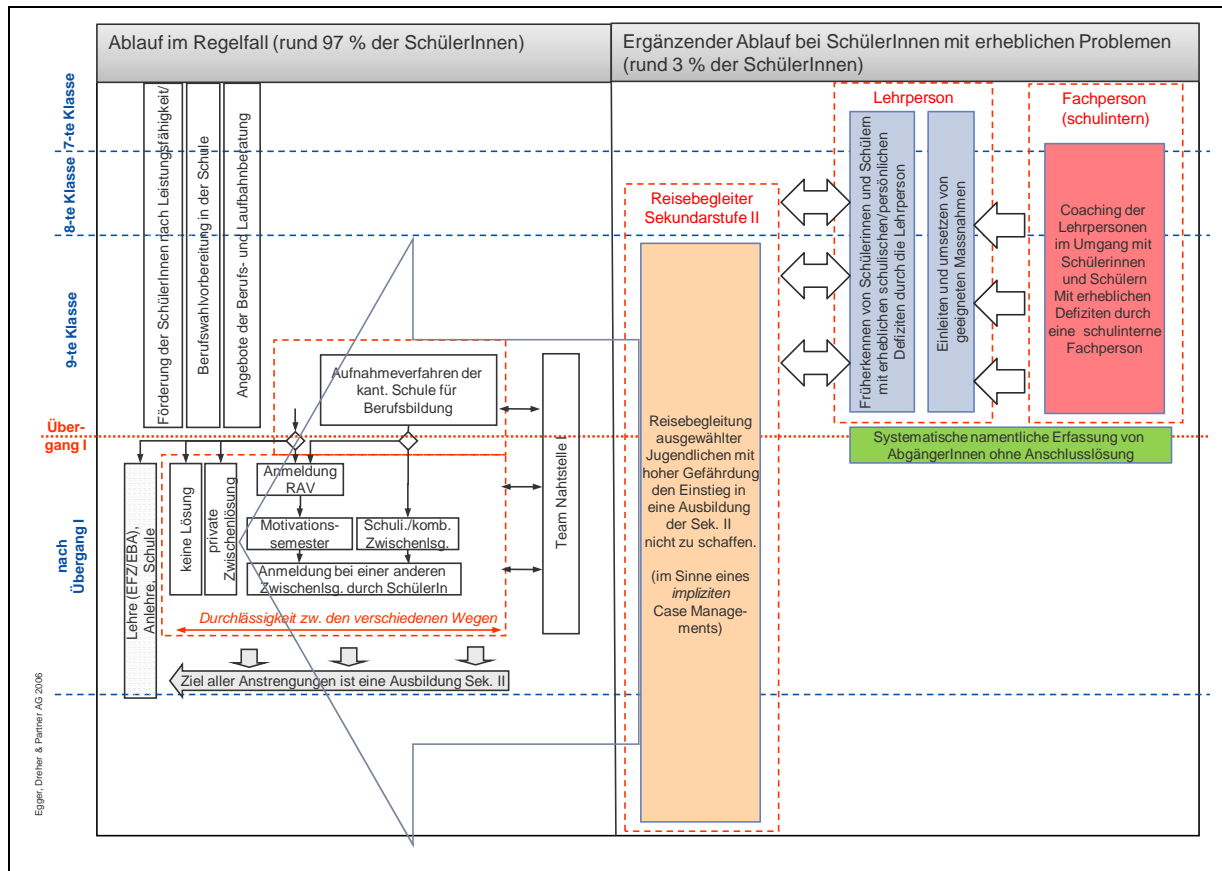 Ablauf im Regelfall (rund 97 % der SchülerInnen)
Ergänzender Ablauf bei SchülerInnen mit erheblichen Problemen
(rund 3 % der SchülerInnen)
7-te Klasse
8-te Klasse
9-te Klasse
Über-
gang I
nach
Übergang I
Förderung der SchülerInnen nach Leistungsfähigkeit/
Berufswahlvorbereitung in der Schule
Angebote der Berufs- und Laufbahnberatung
Aufnahmeverfahren der
kant. Schule für
Berufsbildung
Lehre (EFZ/EBA),
Anlehre, Schule
keine Lösung
private
Zwischenlösung
Anmeldung
RAV
Motivations-
semester
Schuli./komb.
Zwischenlsg.
Anmeldung bei einer anderen
Zwischenlsg. durch SchülerIn
Durchlässigkeit zw. den verschiedenen Wegen
Ziel aller Anstrengungen ist eine Ausbildung Sek. II
Team Nahtstelle I
Reisebegleiter
Sekundarstufe II
Reisebegleitung
ausgewählter
Jugendlichen mit
hoher Gefährdung
den Einstieg in
eine Ausbildung
der Sek. II
nicht zu schaffen.
(im Sinne eines
impliziten
Case Manage-
ments)
Lehrperson
Früherkennen von Schülerinnen und Schülern
mit erheblichen schulischen/persönlichen
Defiziten durch die Lehrperson
Einleiten und umsetzen von
geeigneten Massnahmen
Fachperson
(schulintern)
Coaching der
Lehrpersonen
im Umgang mit
Schülerinnen
und Schülern
Mit erheblichen
Defiziten durch
eine schulinterne
Fachperson
Systematische namentliche Erfassung von
AbgängerInnen ohne Anschlusslösung
Egger, Dreher & Partner AG 2006